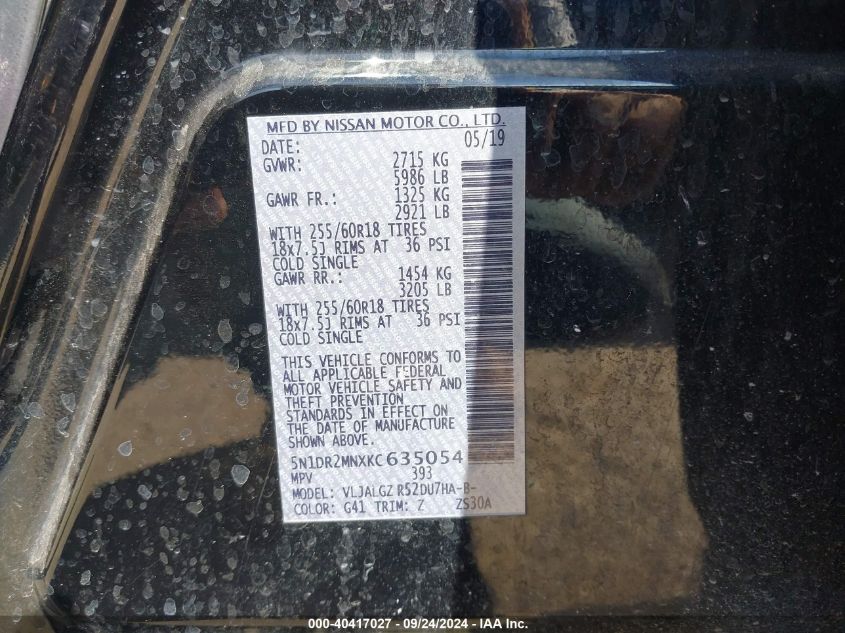 MFD BY NISSAN MOTOR CO., LTD.
DATE: 05/19
GVWR: 2715 KG
5986 LB
GAWR FR.: 1325 KG
2921 LB
WITH 255/60R18 TIRES
18x7.5J RIMS AT 36 PSI
COLD SINGLE
GAWR RR.: 1454 KG
3205 LB
WITH 255/60R18 TIRES
18x7.5J RIMS AT 36 PSI
COLD SINGLE
THIS VEHICLE CONFORMS TO
ALL APPLICABLE FEDERAL
MOTOR VEHICLE SAFETY AND
THEFT PREVENTION
STANDARDS IN EFFECT ON
THE DATE OF MANUFACTURE
SHOWN ABOVE.
5N1DR2MNXKC635054
MPV 393
MODEL: VLJALGZ R52DU7HA-B-
COLOR: G41 TRIM: Z ZS30A
000-40417027 - 09/24/2024 - IAA Inc.